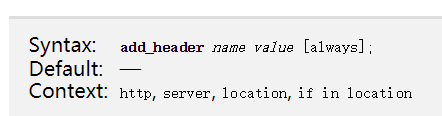 Syntax: add_header name value [always];
Default: —
Context: http, server, location, if in location